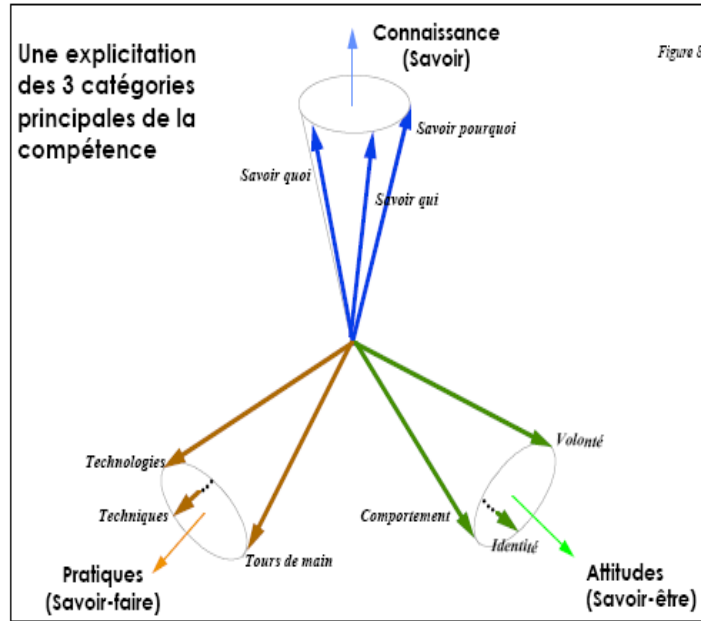 Une explicitation
des 3 catégories
principales de la
compétence
Connaissance
(Savoir)
Figure 8
Savoir pourquoi
Savoir quoi
Savoir qui
Technologies
Techniques
Tours de main
Pratiques
(Savoir-faire)
Volonté
Comportement
Identité
Attitudes
(Savoir-être)